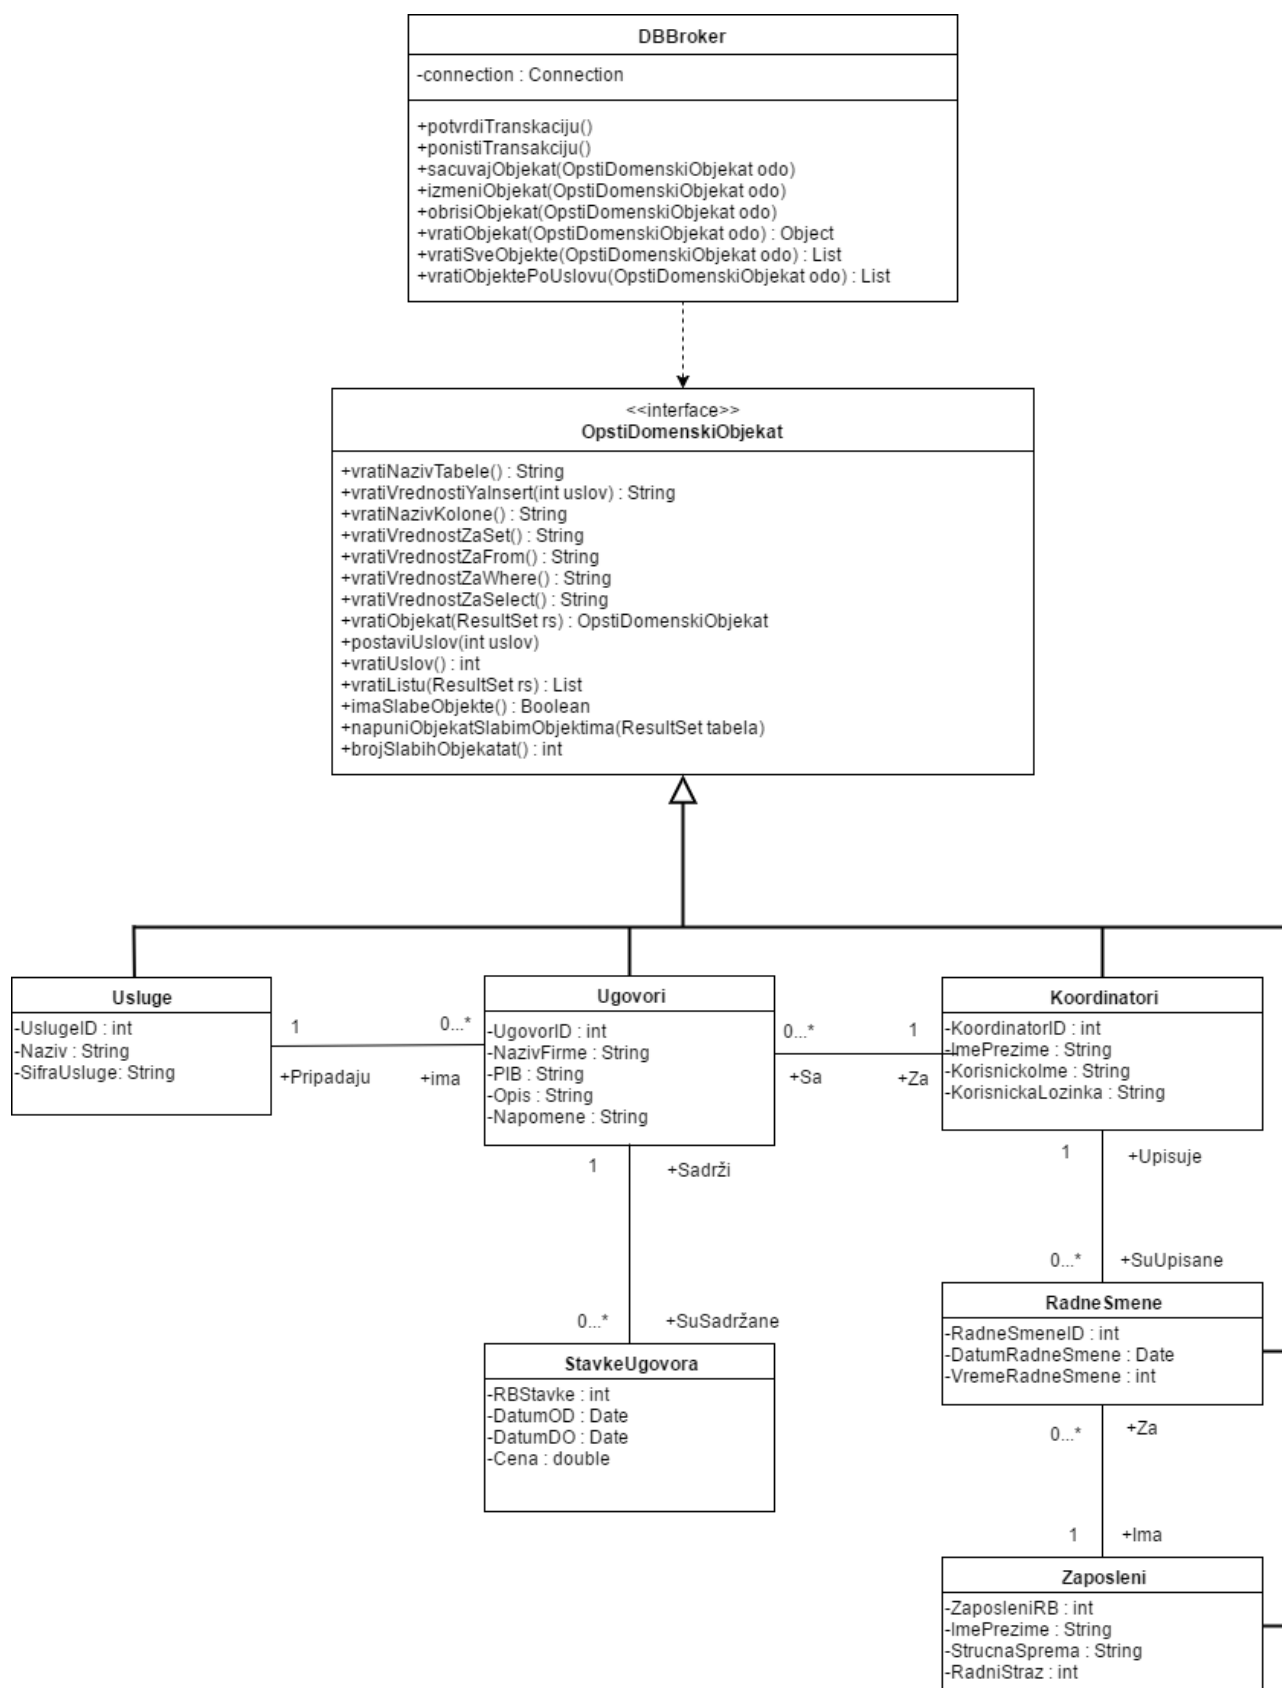 DBBroker
-connection : Connection
+potvrdiTranskaciju()
+ponistiTransakciju()
+sacuvajObjekat(OpstiDomenskiObjekat odo)
+izmeniObjekat(OpstiDomenskiObjekat odo)
+obrisiObjekat(OpstiDomenskiObjekat odo)
+vratiObjekat(OpstiDomenskiObjekat odo) : Object
+vratiSveObjekte(OpstiDomenskiObjekat odo) : List
+vratiObjektePoUslovu(OpstiDomenskiObjekat odo) : List
<<interface>>
OpstiDomenskiObjekat
+vratiNazivTabele() : String
+vratiVrednostiYaInsert(int uslov) : String
+vratiNazivKolone() : String
+vratiVrednostZaSet() : String
+vratiVrednostZaFrom() : String
+vratiVrednostZaWhere() : String
+vratiVrednostZaSelect() : String
+vratiObjekat(ResultSet rs) : OpstiDomenskiObjekat
+postaviUslov(int uslov)
+vratiUslov() : int
+vratiListu(ResultSet rs) : List
+imaSlabeObjekte() : Boolean
+napuniObjekatSlabimObjektima(ResultSet tabela)
+brojSlabihObjekatat() : int
Usluge
-UslugeID : int
-Naziv : String
-SifraUsluge: String
1
0...*
+Pripadaju
+ima
Ugovori
-UgovorID : int
-NazivFirme : String
-PIB : String
-Opis : String
-Napomene : String
0...*
1
+Sa
+Za
Koordinatori
-KoordinatorID : int
-ImePrezime : String
-KorisnickoIme : String
-KorisnickaLozinka : String
1
+Sadrži
0...*
+SuSadržane
StavkeUgovora
-RBStavke : int
-DatumOD : Date
-DatumDO : Date
-Cena : double
1
+Upisuje
0...*
+SuUpisane
RadneSmene
-RadneSmeneID : int
-DatumRadneSmene : Date
-VremeRadneSmene : int
0...*
+Za
1
+Ima
Zaposleni
-ZaposleniRB : int
-ImePrezime : String
-StrucnaSprema : String
-RadniStraz : int